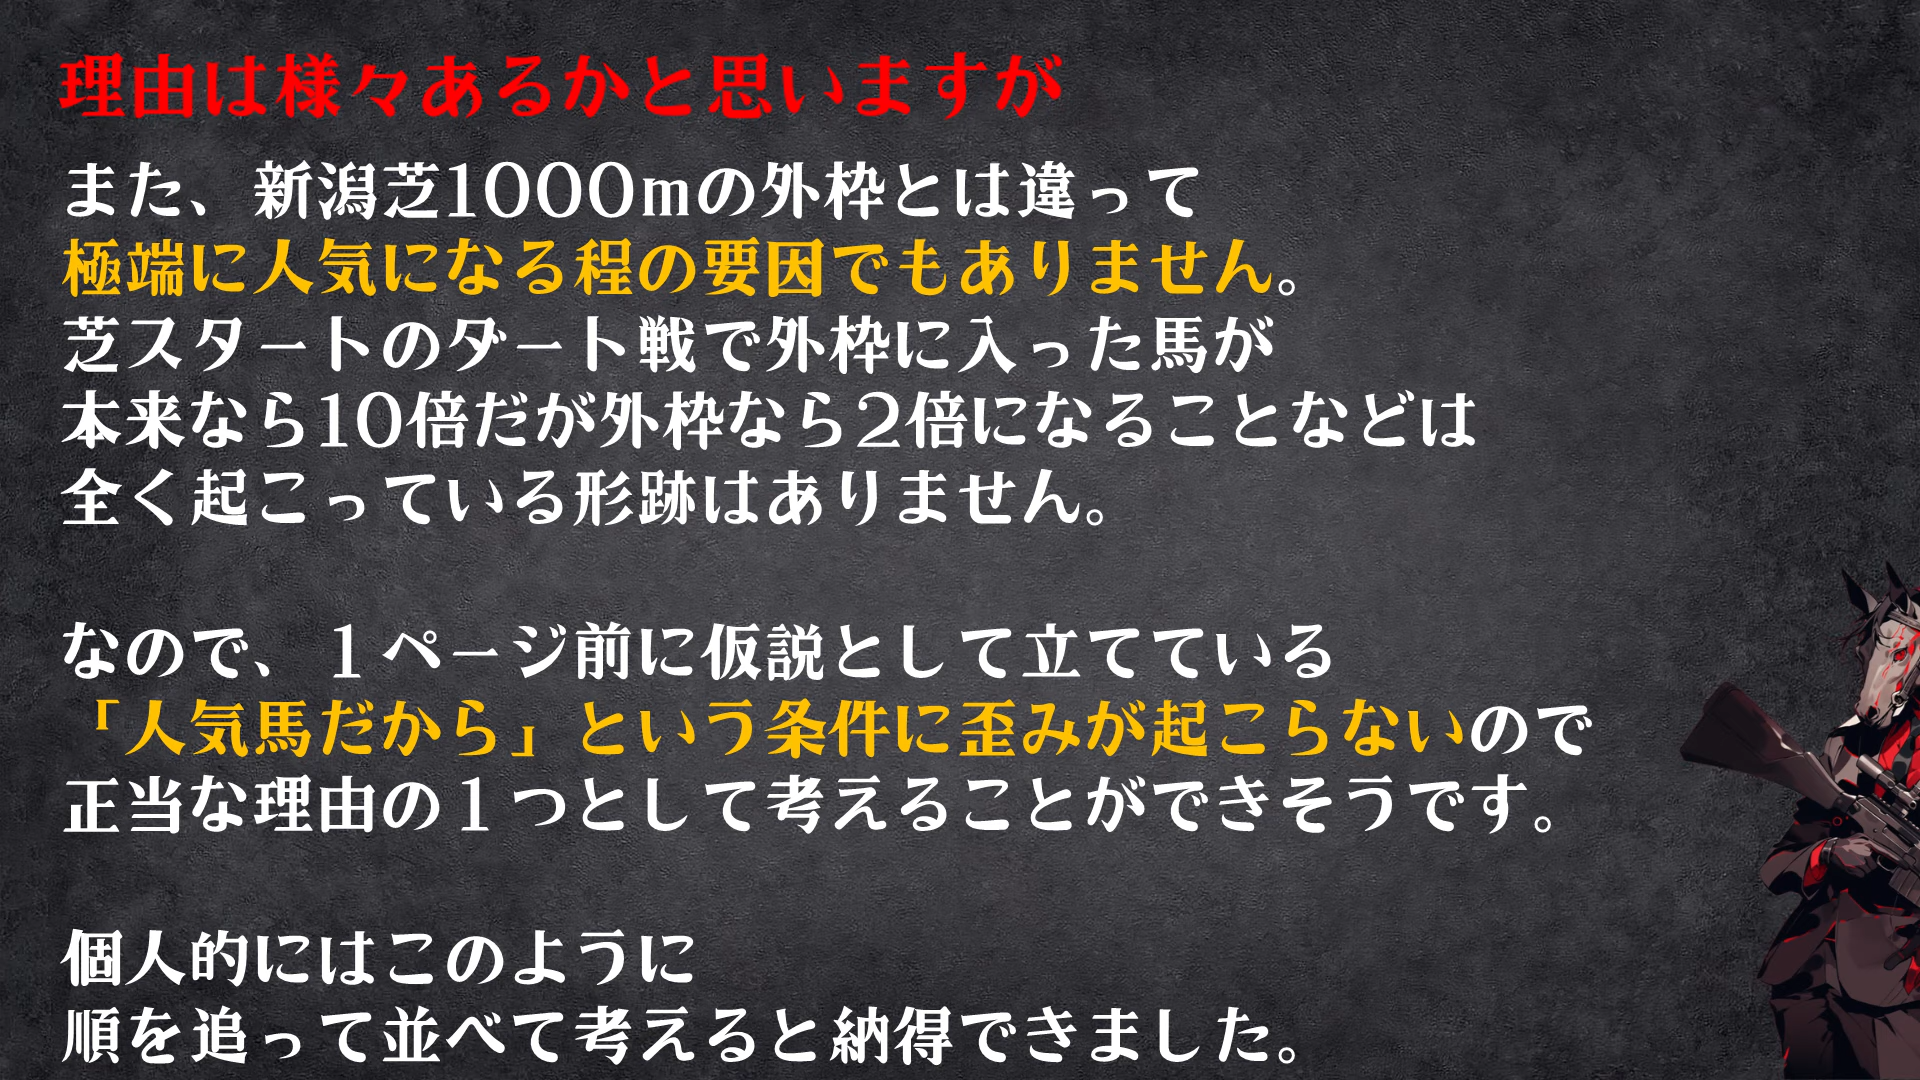 理由は様々あるかと思いますが
また、新潟芝1000mの外枠とは違って
極端に人気になる程の要因でもありません。
芝スタートのダート戦で外枠に入った馬が
本来なら10倍だが外枠なら2倍になることなどは
全く起こっている形跡はありません。
なので、１ページ前に仮説として立てている
「人気馬だから」という条件に歪みが起こらないので
正当な理由の１つとして考えることができそうです。
個人的にはこのように
順を追って並べて考えると納得できました。